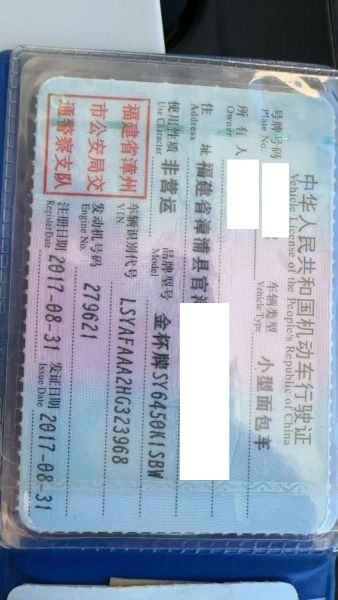 中华人民共和国机动车行驶证
Vehicle License of the People's Republic of China
号牌号码
Plate No.
车辆类型 小型面包车
Vehicle Type
所有人
Owner
住址 福建省漳浦县官浔
使用性质 非营运
Use Character
品牌型号 金杯牌SY6450K1SBW
Model
福建省漳州
市公安局交
通警察支队
车辆识别代号 LSYAFAAA2HG323968
VIN
发动机号码 279621
Engine No.
注册日期 2017-08-31
Register Date
发证日期 2017-08-31
Issue Date